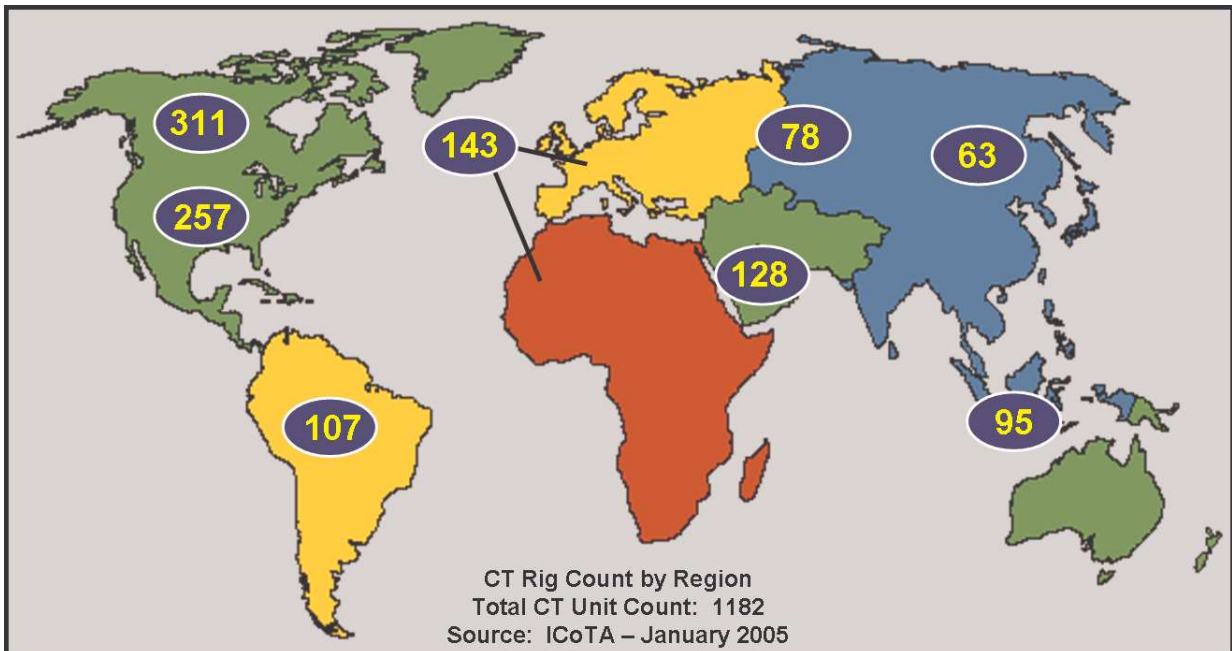 311
143
78
63
257
128
107
95
CT Rig Count by Region
Total CT Unit Count: 1182
Source: ICoTA – January 2005